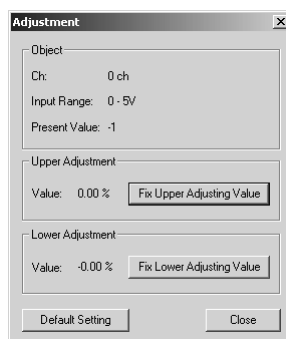 Adjustment
Object
Ch: 0 ch
Input Range: 0 - 5V
Present Value: -1
Upper Adjustment
Value: 0.00 % Fix Upper Adjusting Value
Lower Adjustment
Value: -0.00 % Fix Lower Adjusting Value
Default Setting Close